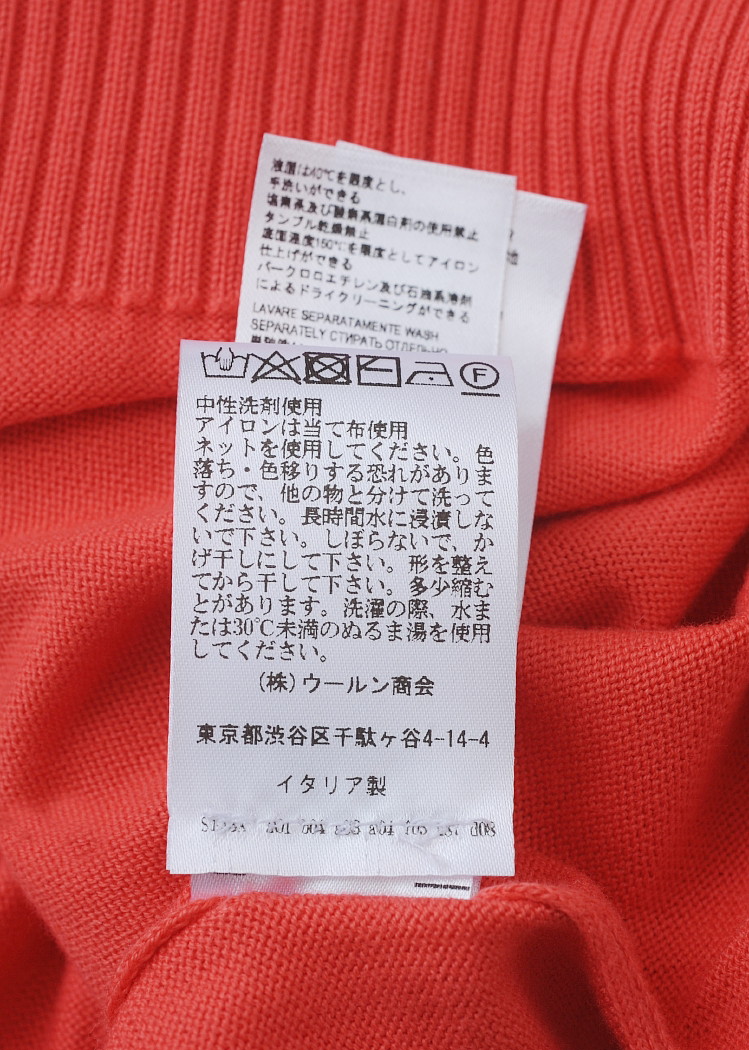 液温は40℃を限度とし、
手洗いができる
塩素系及び酸素系漂白剤の使用禁止
タンブル乾燥禁止
底面温度150℃を限度としてアイロン
仕上げができる
パークロロエチレン及び石油系溶剤
によるドライクリーニングができる
LAVARE SEPARATAMENTE WASH
SEPARATELY СТИРАТЬ ОТДЕЛЬНО
地
F
中性洗剤使用
アイロンは当て布使用
ネットを使用してください。色
落ち・色移りする恐れがありま
すので、他の物と分けて洗って
ください。長時間水に浸漬しな
いで下さい。しぼらないで、か
げ干しにして下さい。形を整え
てから干して下さい。多少縮む
とがあります。洗濯の際、水ま
たは30℃未満のぬるま湯を使用
してください。
(株)ウールン商会
東京都渋谷区千駄ヶ谷4-14-4
イタリア製
d08